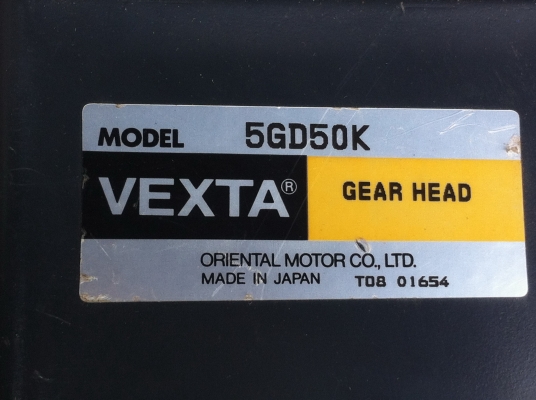 MODEL 5GD50K
VEXTA®
GEAR HEAD
ORIENTAL MOTOR CO., LTD.
MADE IN JAPAN T08 01654